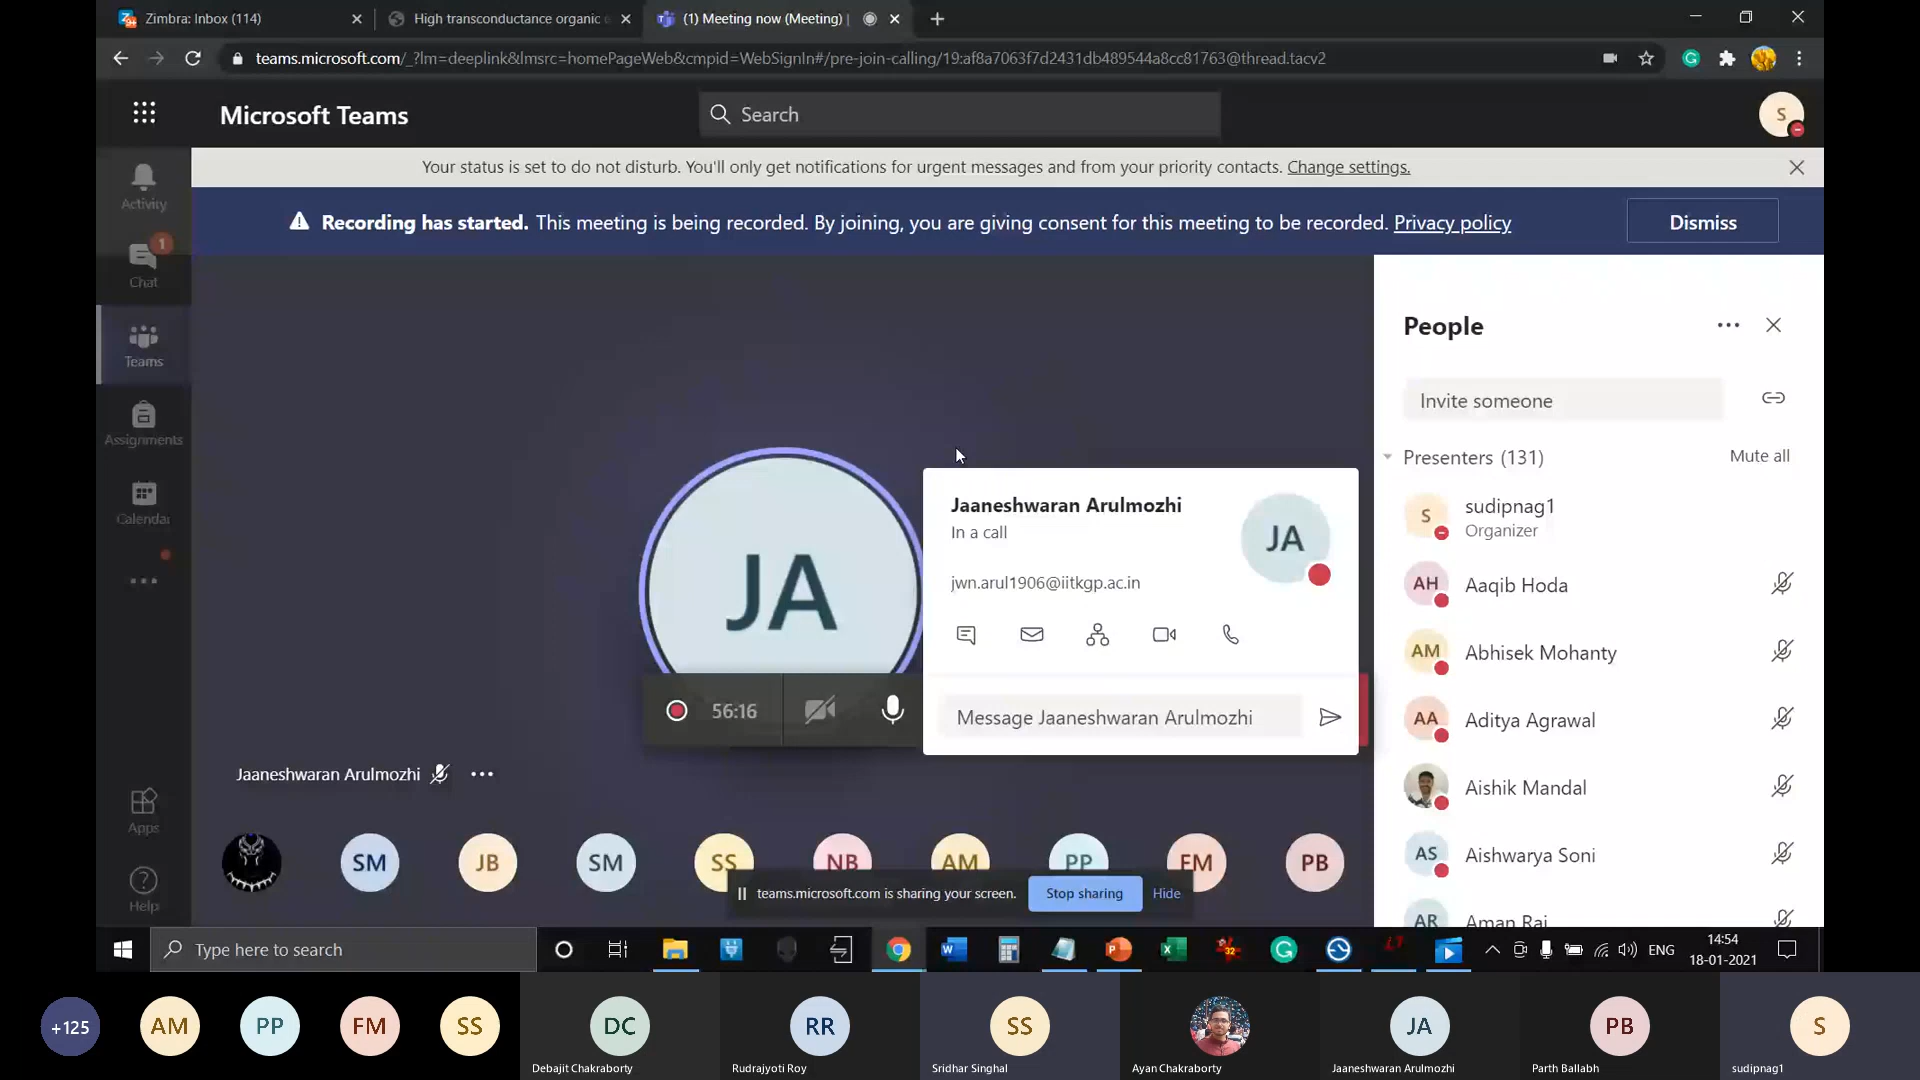 Zimbra: Inbox (114)
High transconductance organic
(1) Meeting now (Meeting) |
teams.microsoft.com/_?lm=deeplink&lmsrc=homePageWeb&cmpid=WebSignIn#/pre-join-calling/19:af8a7063f7d2431db489544a8cc81763@thread.tacv2
Microsoft Teams
Search
S
Your status is set to do not disturb. You'll only get notifications for urgent messages and from your priority contacts. Change settings.
Recording has started. This meeting is being recorded. By joining, you are giving consent for this meeting to be recorded. Privacy policy
Dismiss
Activity
1
Chat
Teams
Assignments
Calendar
Apps
Help
JA
56:16
Jaaneshwaran Arulmozhi
In a call
jwn.arul1906@iitkgp.ac.in
JA
Message Jaaneshwaran Arulmozhi
Jaaneshwaran Arulmozhi
SM
JB
SM
SS
NB
AM
PP
FM
PB
teams.microsoft.com is sharing your screen.
Stop sharing
Hide
People
Invite someone
Presenters (131)
Mute all
S
sudipnag1
Organizer
AH
Aaqib Hoda
AM
Abhisek Mohanty
AA
Aditya Agrawal
Aishik Mandal
AS
Aishwarya Soni
AR
Aman Raj
Type here to search
ENG
14:54
18-01-2021
+125
AM
PP
FM
SS
DC
Debajit Chakraborty
RR
Rudrajyoti Roy
SS
Sridhar Singhal
Ayan Chakraborty
JA
Jaaneshwaran Arulmozhi
PB
Parth Ballabh
S
sudipnag1